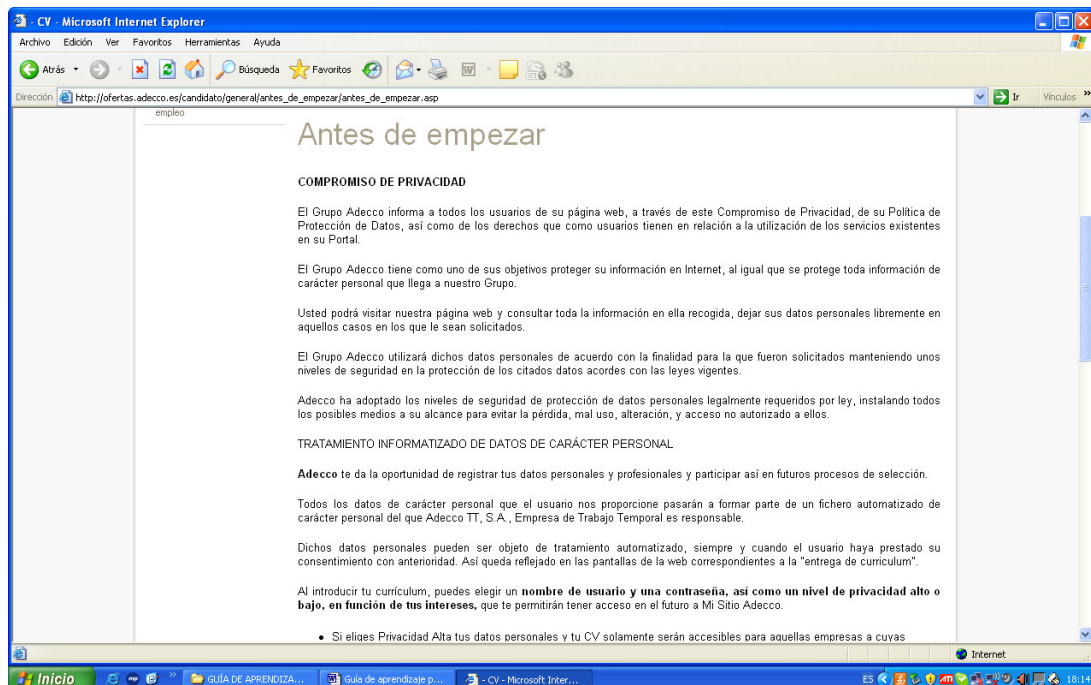 - CV - Microsoft Internet Explorer
Archivo Edición Ver Favoritos Herramientas Ayuda
Atrás Búsqueda Favoritos
Dirección http://ofertas.adecco.es/candidato/general/antes_de_empezar/antes_de_empezar.asp Ir Vínculos »
empleo
Antes de empezar
COMPROMISO DE PRIVACIDAD
El Grupo Adecco informa a todos los usuarios de su página web, a través de este Compromiso de Privacidad, de su Política de
Protección de Datos, así como de los derechos que como usuarios tienen en relación a la utilización de los servicios existentes
en su Portal.
El Grupo Adecco tiene como uno de sus objetivos proteger su información en Internet, al igual que se protege toda información de
carácter personal que llega a nuestro Grupo.
Usted podrá visitar nuestra página web y consultar toda la información en ella recogida, dejar sus datos personales libremente en
aquellos casos en los que le sean solicitados.
El Grupo Adecco utilizará dichos datos personales de acuerdo con la finalidad para la que fueron solicitados manteniendo unos
niveles de seguridad en la protección de los citados datos acordes con las leyes vigentes.
Adecco ha adoptado los niveles de seguridad de protección de datos personales legalmente requeridos por ley, instalando todos
los posibles medios a su alcance para evitar la pérdida, mal uso, alteración, y acceso no autorizado a ellos.
TRATAMIENTO INFORMATIZADO DE DATOS DE CARÁCTER PERSONAL
Adecco te da la oportunidad de registrar tus datos personales y profesionales y participar así en futuros procesos de selección.
Todos los datos de carácter personal que el usuario nos proporcione pasarán a formar parte de un fichero automatizado de
carácter personal del que Adecco TT, S.A., Empresa de Trabajo Temporal es responsable.
Dichos datos personales pueden ser objeto de tratamiento automatizado, siempre y cuando el usuario haya prestado su
consentimiento con anterioridad. Así queda reflejado en las pantallas de la web correspondientes a la "entrega de curriculum".
Al introducir tu currículum, puedes elegir un nombre de usuario y una contraseña, así como un nivel de privacidad alto o
bajo, en función de tus intereses, que te permitirán tener acceso en el futuro a Mi Sitio Adecco.
• Si eliges Privacidad Alta tus datos personales y tu CV solamente serán accesibles para aquellas empresas a cuyas
Internet
Inicio » GUÍA DE APRENDIZA... Guía de aprendizaje p... - CV - Microsoft Inter... ES 18:14